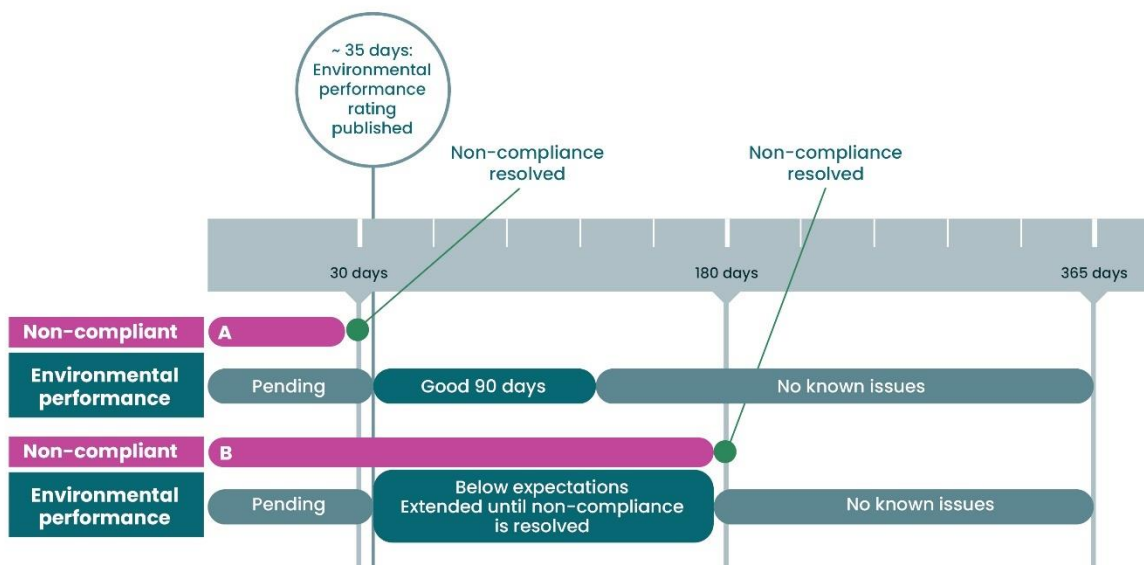 ~ 35 days:
Environmental
performance
rating
published
Non-compliance
resolved
Non-compliance
resolved
30 days
180 days
365 days
Non-compliant
A
Environmental
performance
Pending
Good 90 days
No known issues
Non-compliant
B
Environmental
performance
Pending
Below expectations
Extended until non-compliance
is resolved
No known issues